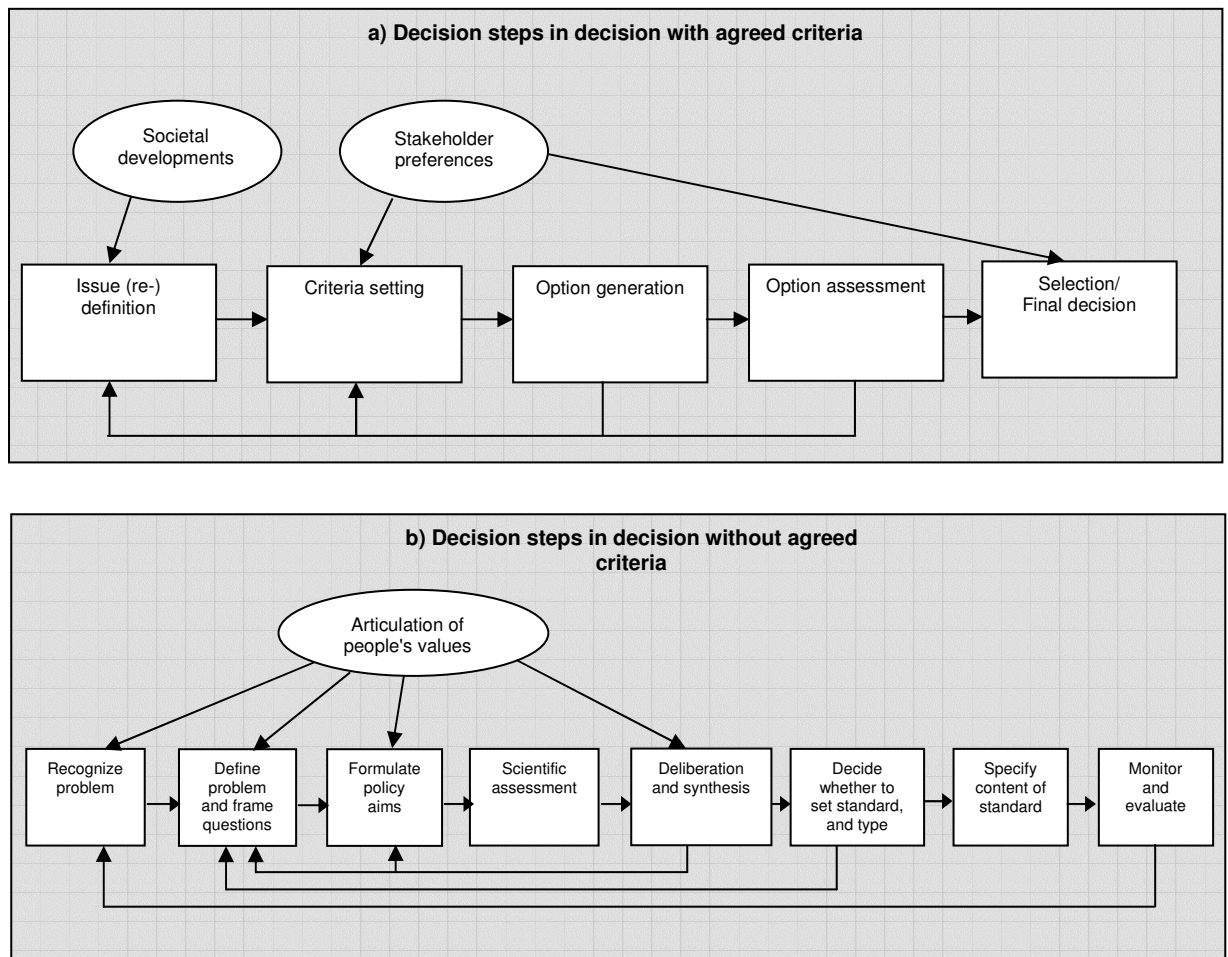 a) Decision steps in decision with agreed criteria
Societal
developments
Stakeholder
preferences
Issue (re-)
definition
Criteria setting
Option generation
Option assessment
Selection/
Final decision
b) Decision steps in decision without agreed
criteria
Articulation of
people's values
Recognize
problem
Define
problem
and frame
questions
Formulate
policy
aims
Scientific
assessment
Deliberation
and synthesis
Decide
whether to
set standard,
and type
Specify
content of
standard
Monitor
and
evaluate